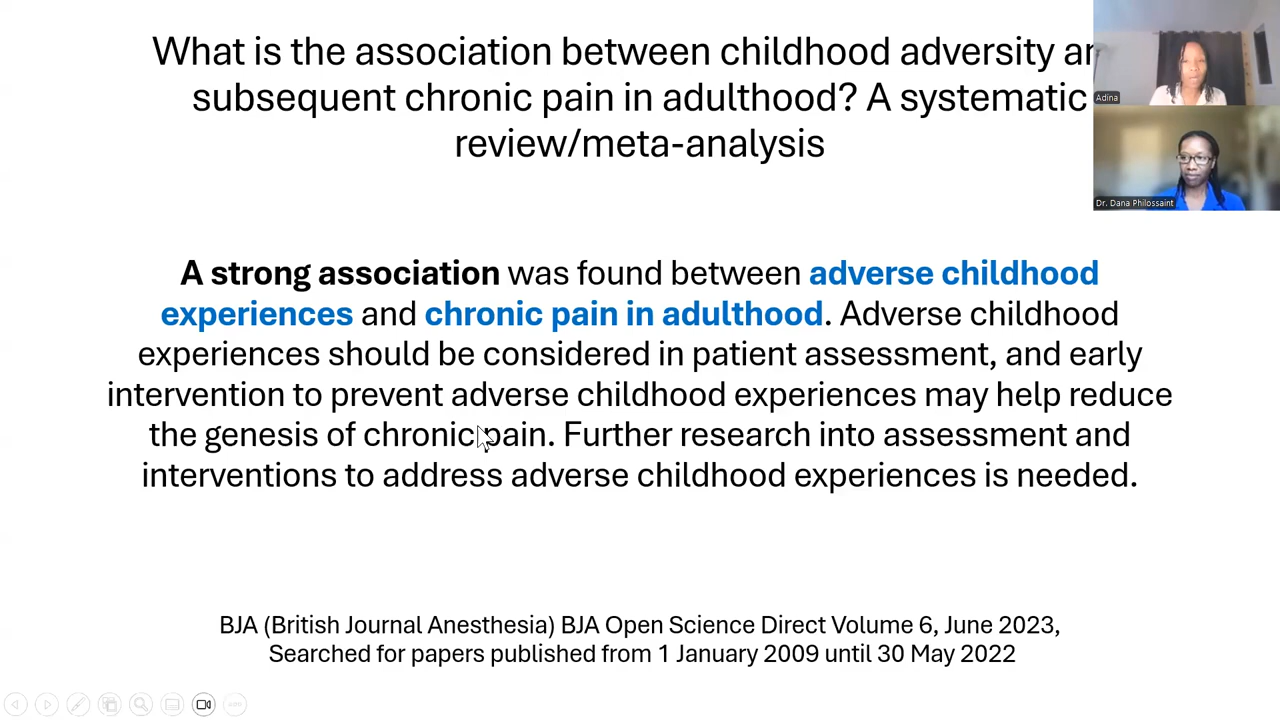 What is the association between childhood adversity
subsequent chronic pain in adulthood? A systematic
review/meta-analysis
Adina
Dr. Dana Philossaint
A strong association was found between adverse childhood
experiences and chronic pain in adulthood. Adverse childhood
experiences should be considered in patient assessment, and early
intervention to prevent adverse childhood experiences may help reduce
the genesis of chronic pain. Further research into assessment and
interventions to address adverse childhood experiences is needed.
BJA (British Journal Anesthesia) BJA Open Science Direct Volume 6, June 2023,
Searched for papers published from 1 January 2009 until 30 May 2022